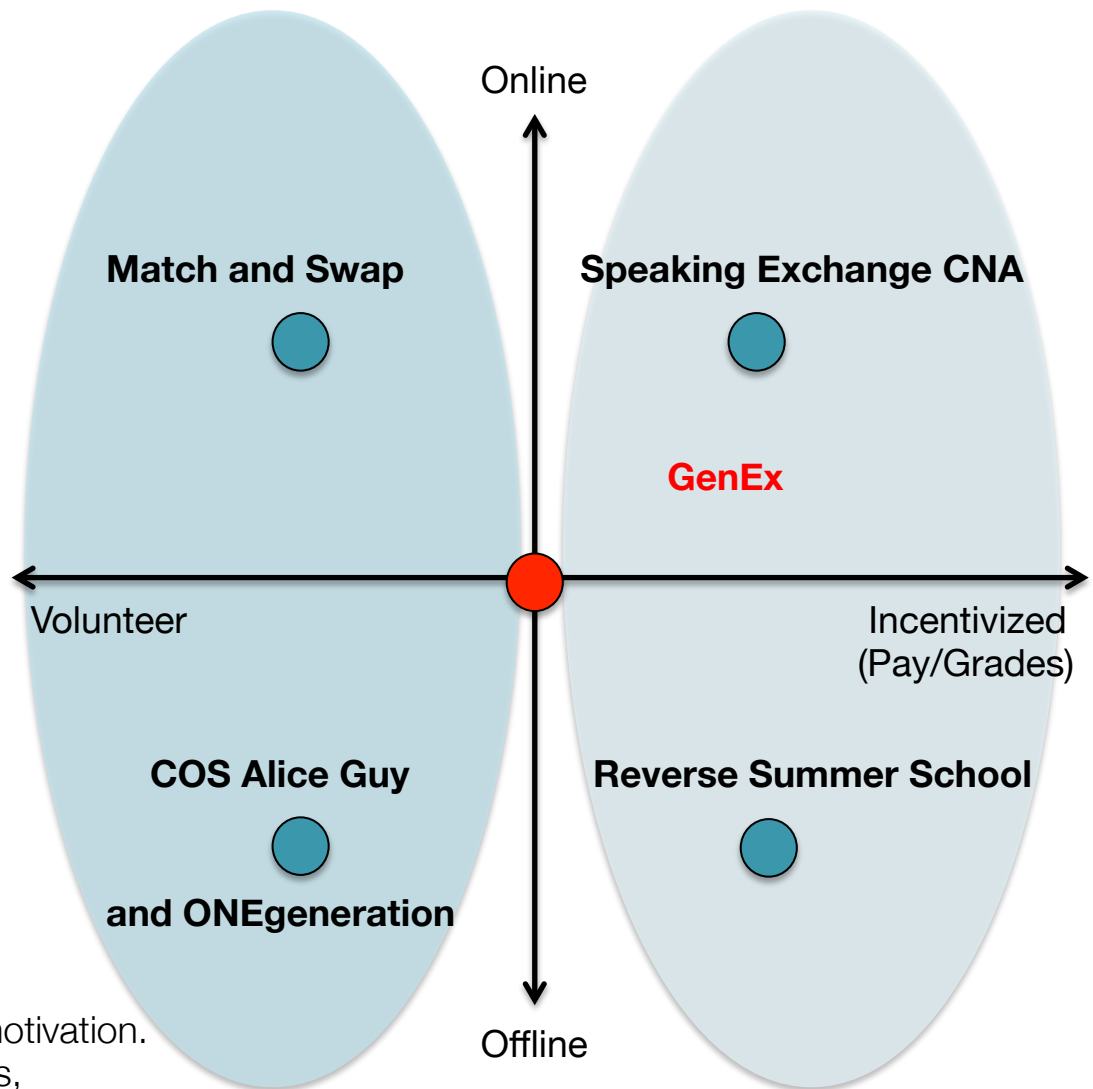 Online
Match and Swap
Speaking Exchange CNA
GenEx
Volunteer
Incentivized
(Pay/Grades)
COS Alice Guy
Reverse Summer School
and ONEgeneration
Offline